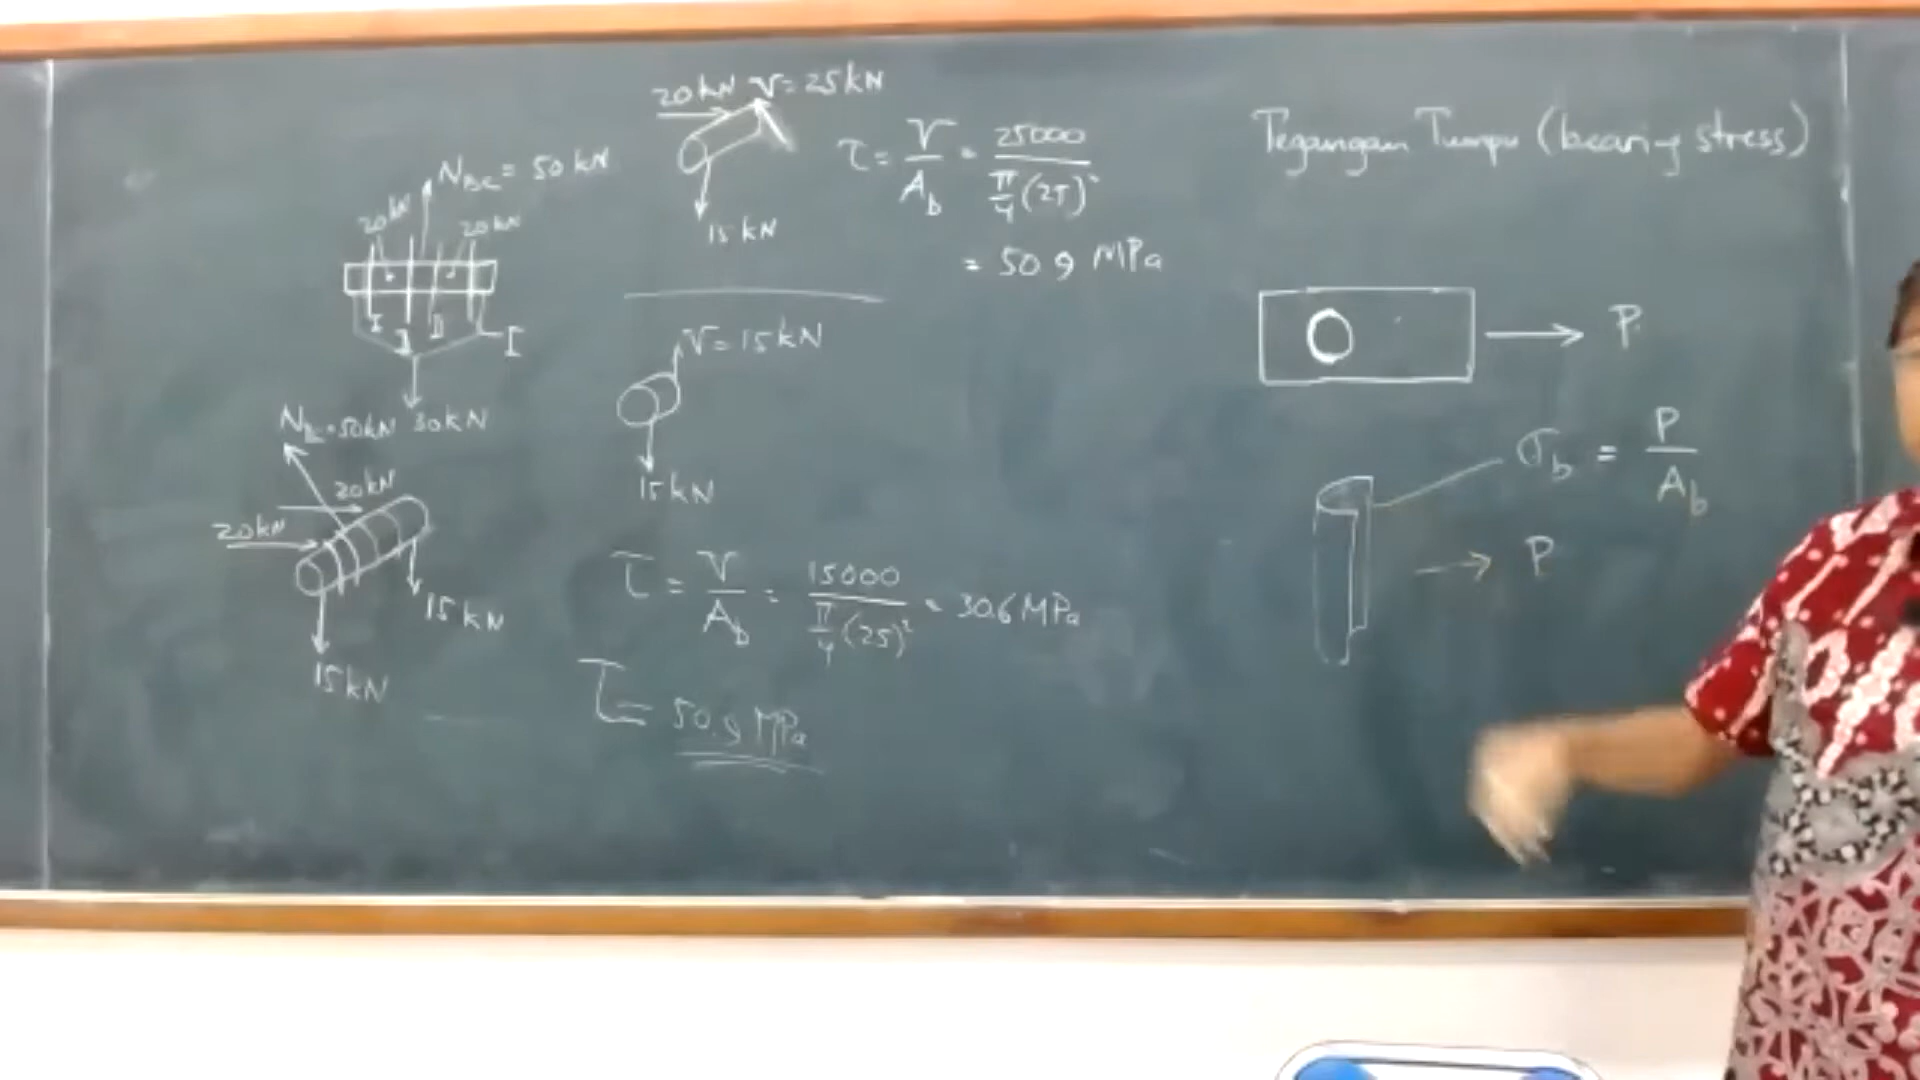 20kN V=25kN
τ = V/A_b = 25000 / π/4 (25)²
= 50.9 MPa
15 kN
N_BC = 50 kN
20kN
20kN
I
II
II
I
30kN
N_BC = 50kN
20kN
20kN
15kN
15kN
V = 15kN
15kN
τ = V/A_b = 15000 / π/4 (25)² = 30.6 MPa
τ = 50.9 MPa
Tegangan Tumpu (bearing stress)
P
σ_b = P/A_b
P